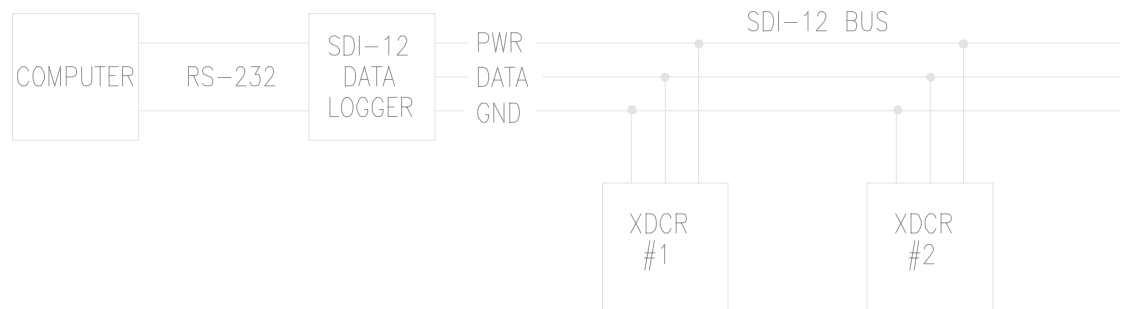 SDI-12 BUS
COMPUTER
RS-232
SDI-12
DATA
LOGGER
PWR
DATA
GND
XDCR
#1
XDCR
#2